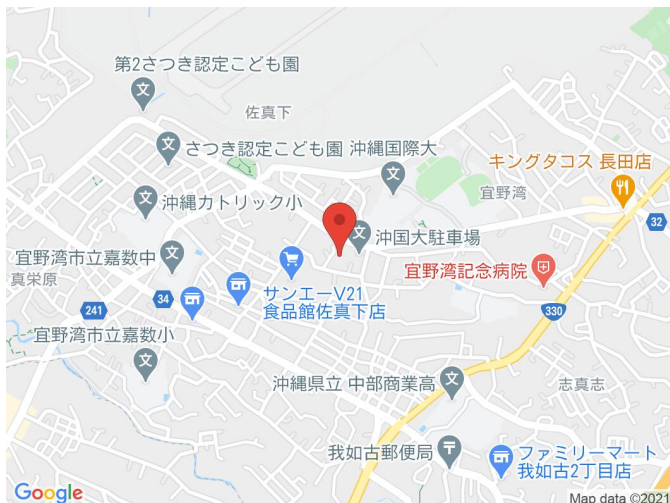 第2さつき認定こども園
佐真下
さつき認定こども園
沖縄国際大
キングタコス 長田店
宜野湾
沖縄カトリック小
32
沖国大駐車場
宜野湾市立嘉数中
宜野湾記念病院
真栄原
サンエーV21
食品館佐真下店
34
241
330
宜野湾市立嘉数小
沖縄県立 中部商業高
志真志
我如古郵便局
ファミリーマート
我如古2丁目店
Google
Map data ©2021